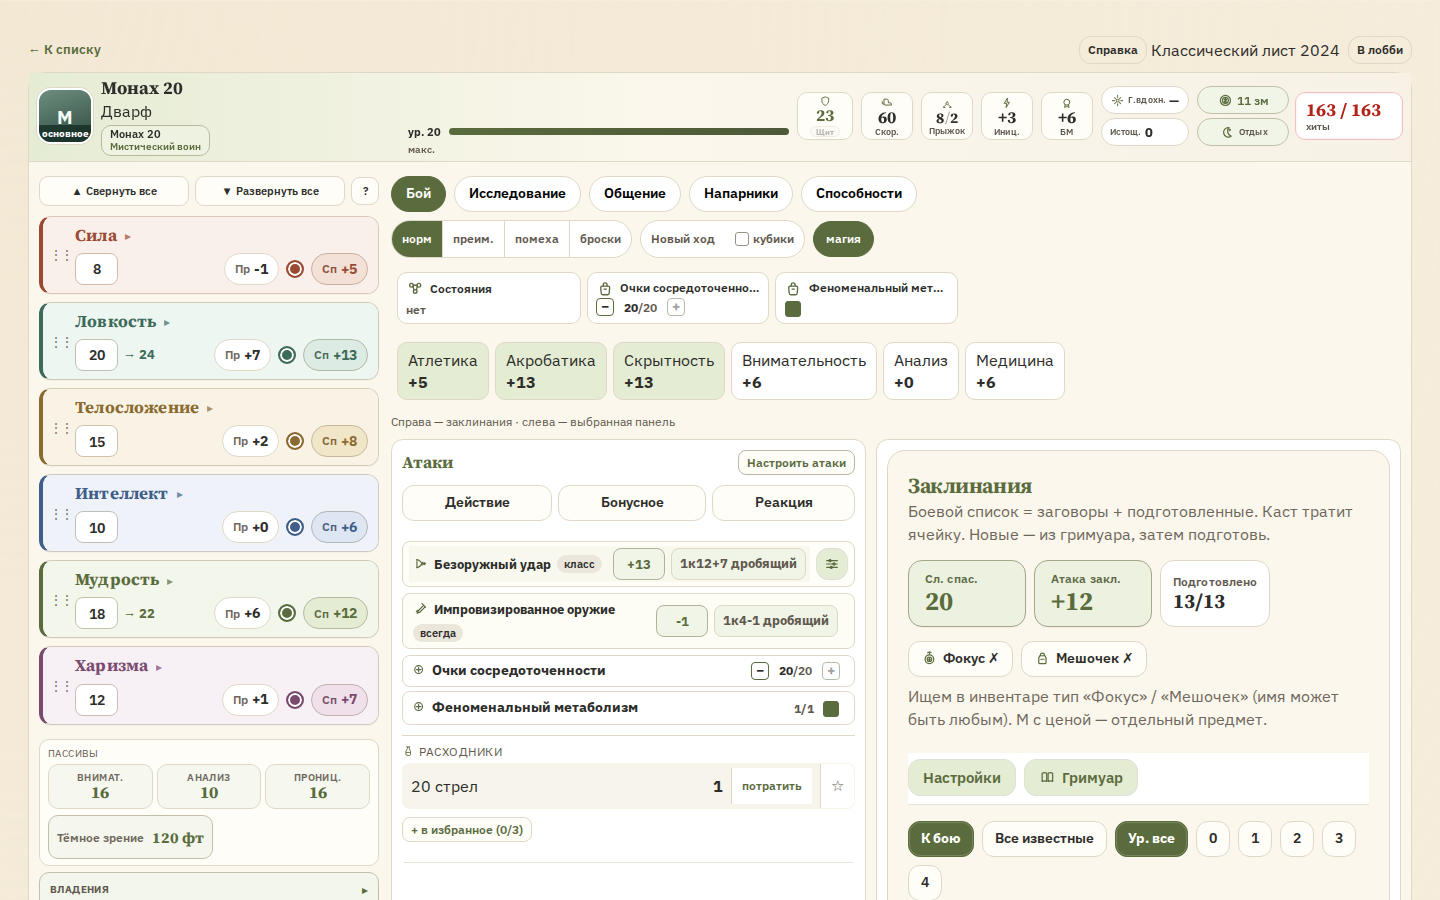 ← К списку
Справка
Классический лист 2024
В лобби
М
основное
Монах 20
Дварф
Монах 20
Мистический воин
ур. 20
макс.
23
Щит
60
Скор.
8/2
Прыжок
+3
Иниц.
+6
БМ
Г.вдохн. —
Истощ. 0
11 зм
Отдых
163 / 163
хиты
▲ Свернуть все
▼ Развернуть все
?
Сила ▸
8
Пр -1
Сп +5
Ловкость ▸
20 → 24
Пр +7
Сп +13
Телосложение ▸
15
Пр +2
Сп +8
Интеллект ▸
10
Пр +0
Сп +6
Мудрость ▸
18 → 22
Пр +6
Сп +12
Харизма ▸
12
Пр +1
Сп +7
ПАССИВЫ
ВНИМАТ.
16
АНАЛИЗ
10
ПРОНИЦ.
16
Тёмное зрение 120 фт
ВЛАДЕНИЯ ▸
Бой
Исследование
Общение
Напарники
Способности
норм
преим.
помеха
броски
Новый ход
кубики
магия
Состояния
нет
Очки сосредоточенно...
− 20/20 +
Феноменальный мет...
Атлетика
+5
Акробатика
+13
Скрытность
+13
Внимательность
+6
Анализ
+0
Медицина
+6
Справа — заклинания · слева — выбранная панель
Атаки
Настроить атаки
Действие
Бонусное
Реакция
Безоружный удар класс
+13
1к12+7 дробящий
Импровизированное оружие
всегда
-1
1к4-1 дробящий
Очки сосредоточенности
− 20/20 +
Феноменальный метаболизм
1/1
РАСХОДНИКИ
20 стрел
1
потратить
☆
+ в избранное (0/3)
Заклинания
Боевой список = заговоры + подготовленные. Каст тратит
ячейку. Новые — из гримуара, затем подготовь.
Сл. спас.
20
Атака закл.
+12
Подготовлено
13/13
Фокус ✗
Мешочек ✗
Ищем в инвентаре тип «Фокус» / «Мешочек» (имя может
быть любым). М с ценой — отдельный предмет.
Настройки
Гримуар
К бою
Все известные
Ур. все
0
1
2
3
4